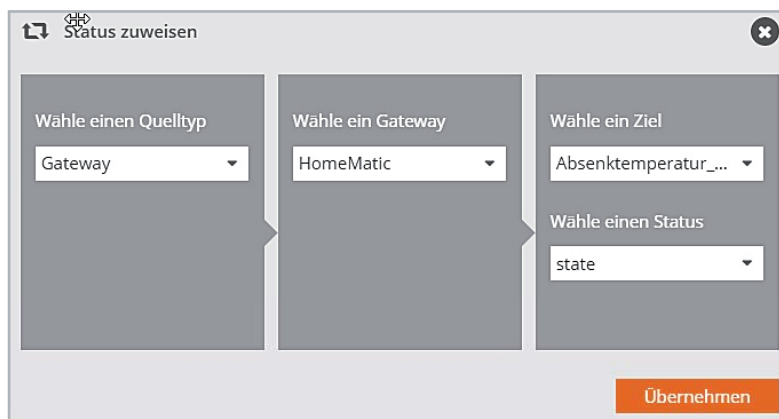 Status zuweisen
Wähle einen Quelltyp
Gateway
Wähle ein Gateway
HomeMatic
Wähle ein Ziel
Absenktemperatur_...
Wähle einen Status
state
Übernehmen